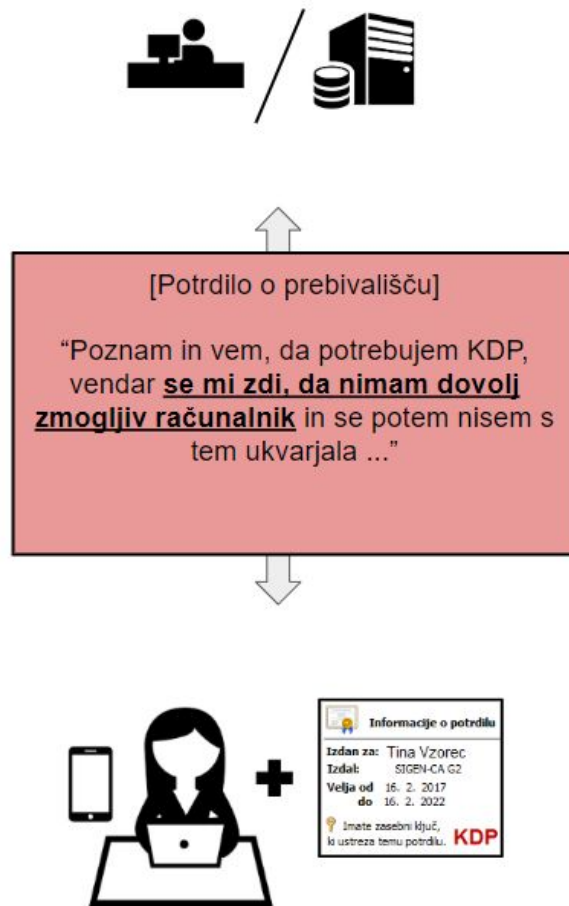 [Potrdilo o prebivališču]
“Poznam in vem, da potrebujem KDP,
vendar se mi zdi, da nimam dovolj
zmogljiv računalnik in se potem nisem s
tem ukvarjala ...”
Informacije o potrdilu
Izdan za: Tina Vzorec
Izdal: SIGEN-CA G2
Velja od 16. 2. 2017
do 16. 2. 2022
Imate zasebni ključ,
ki ustreza temu potrdilu. KDP